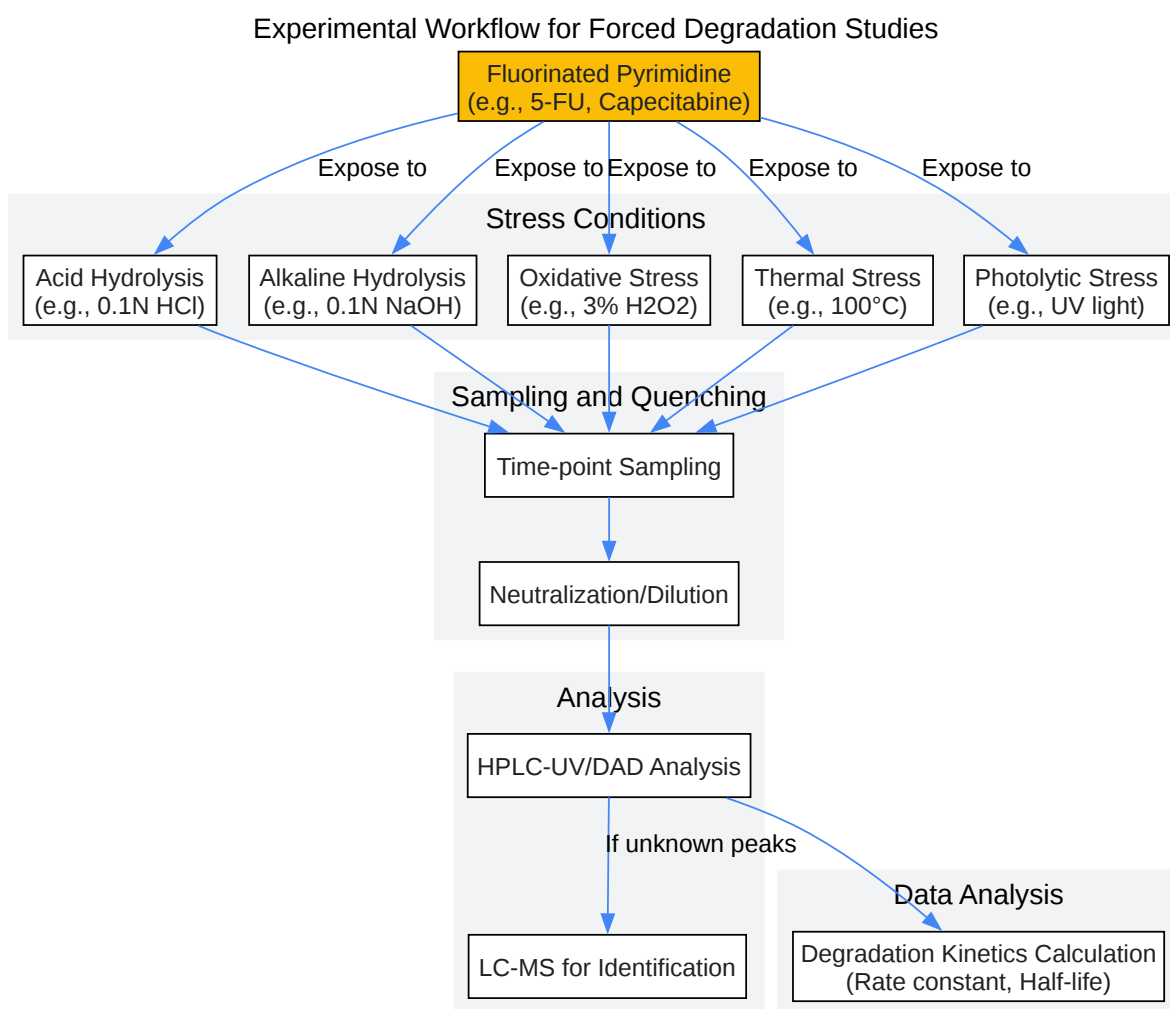 Experimental Workflow for Forced Degradation Studies
Fluorinated Pyrimidine
(e.g., 5-FU, Capecitabine)
Expose to
Expose to
Expose to
Expose to
Expose to
Stress Conditions
Acid Hydrolysis
(e.g., 0.1N HCl)
Alkaline Hydrolysis
(e.g., 0.1N NaOH)
Oxidative Stress
(e.g., 3% H2O2)
Thermal Stress
(e.g., 100°C)
Photolytic Stress
(e.g., UV light)
Sampling and Quenching
Time-point Sampling
Neutralization/Dilution
Analysis
HPLC-UV/DAD Analysis
If unknown peaks
LC-MS for Identification
Data Analysis
Degradation Kinetics Calculation
(Rate constant, Half-life)